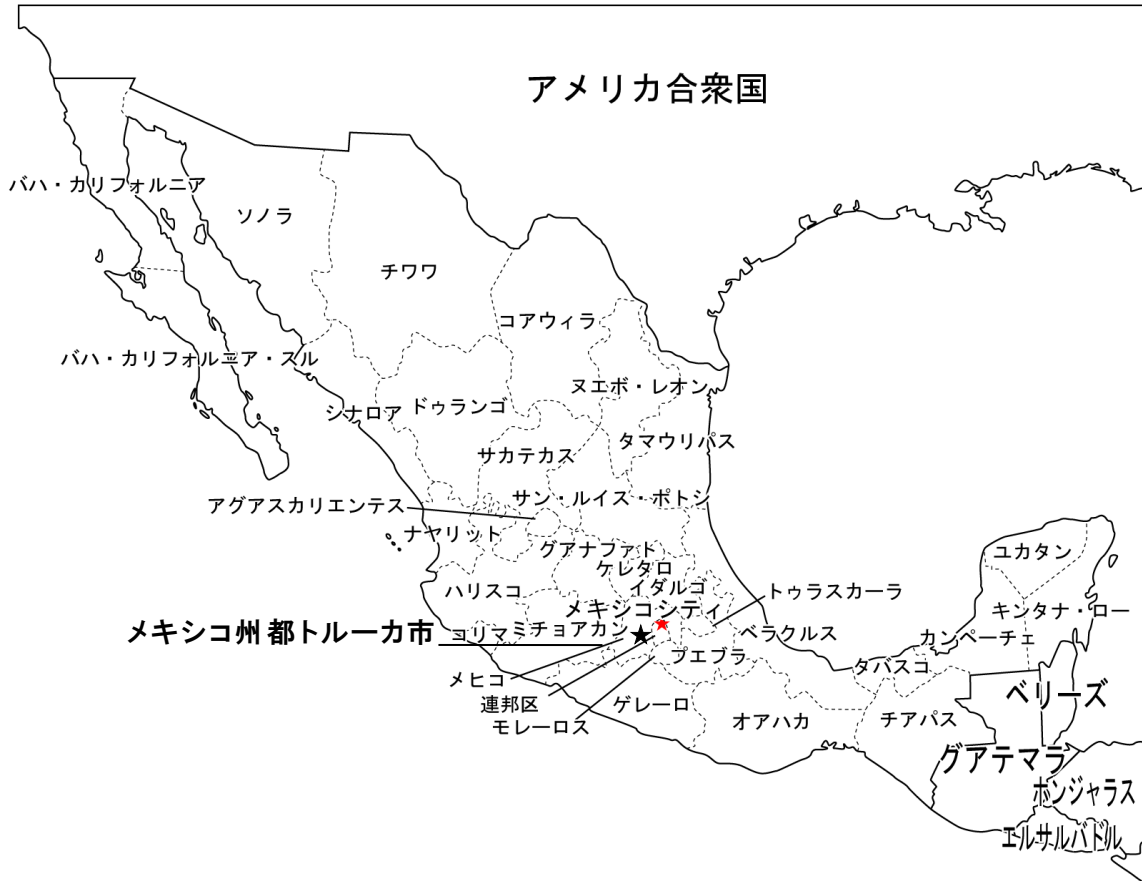 アメリカ合衆国
バハ・カリフォルニア
ソノラ
チワワ
コアウィラ
バハ・カリフォルニア・スル
ヌエボ・レオン
シナロア
ドゥランゴ
タマウリパス
サカテカス
アグアスカリエンテス
サン・ルイス・ポトシ
ナヤリット
グアナファト
ユカタン
ケレタロ
イダルゴ
ハリスコ
トゥラスカーラ
メキシコシティ
キンタナ・ロー
メキシコ州都トルーカ市
コリマ
ミチョアカン
ベラクルス
カンペーチェ
プエブラ
タバスコ
メヒコ
ベリーズ
連邦区
ゲレーロ
モレーロス
オアハカ
チアパス
グアテマラ
ホンジャラス
エルサルバドル